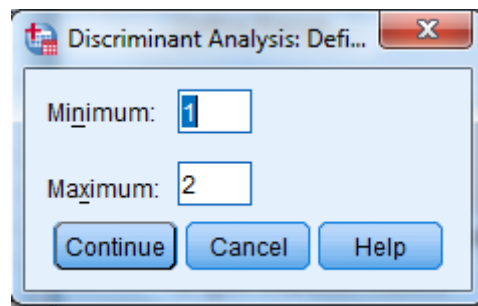 Discriminant Analysis: Defi...
Minimum: 1
Maximum: 2
Continue Cancel Help